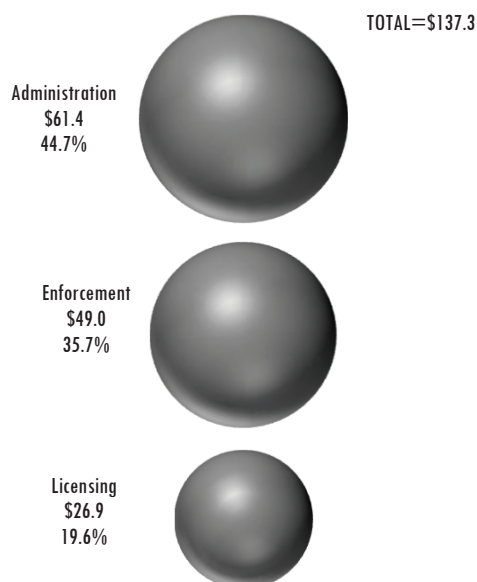 TOTAL=$137.3
Administration
$61.4
44.7%
Enforcement
$49.0
35.7%
Licensing
$26.9
19.6%